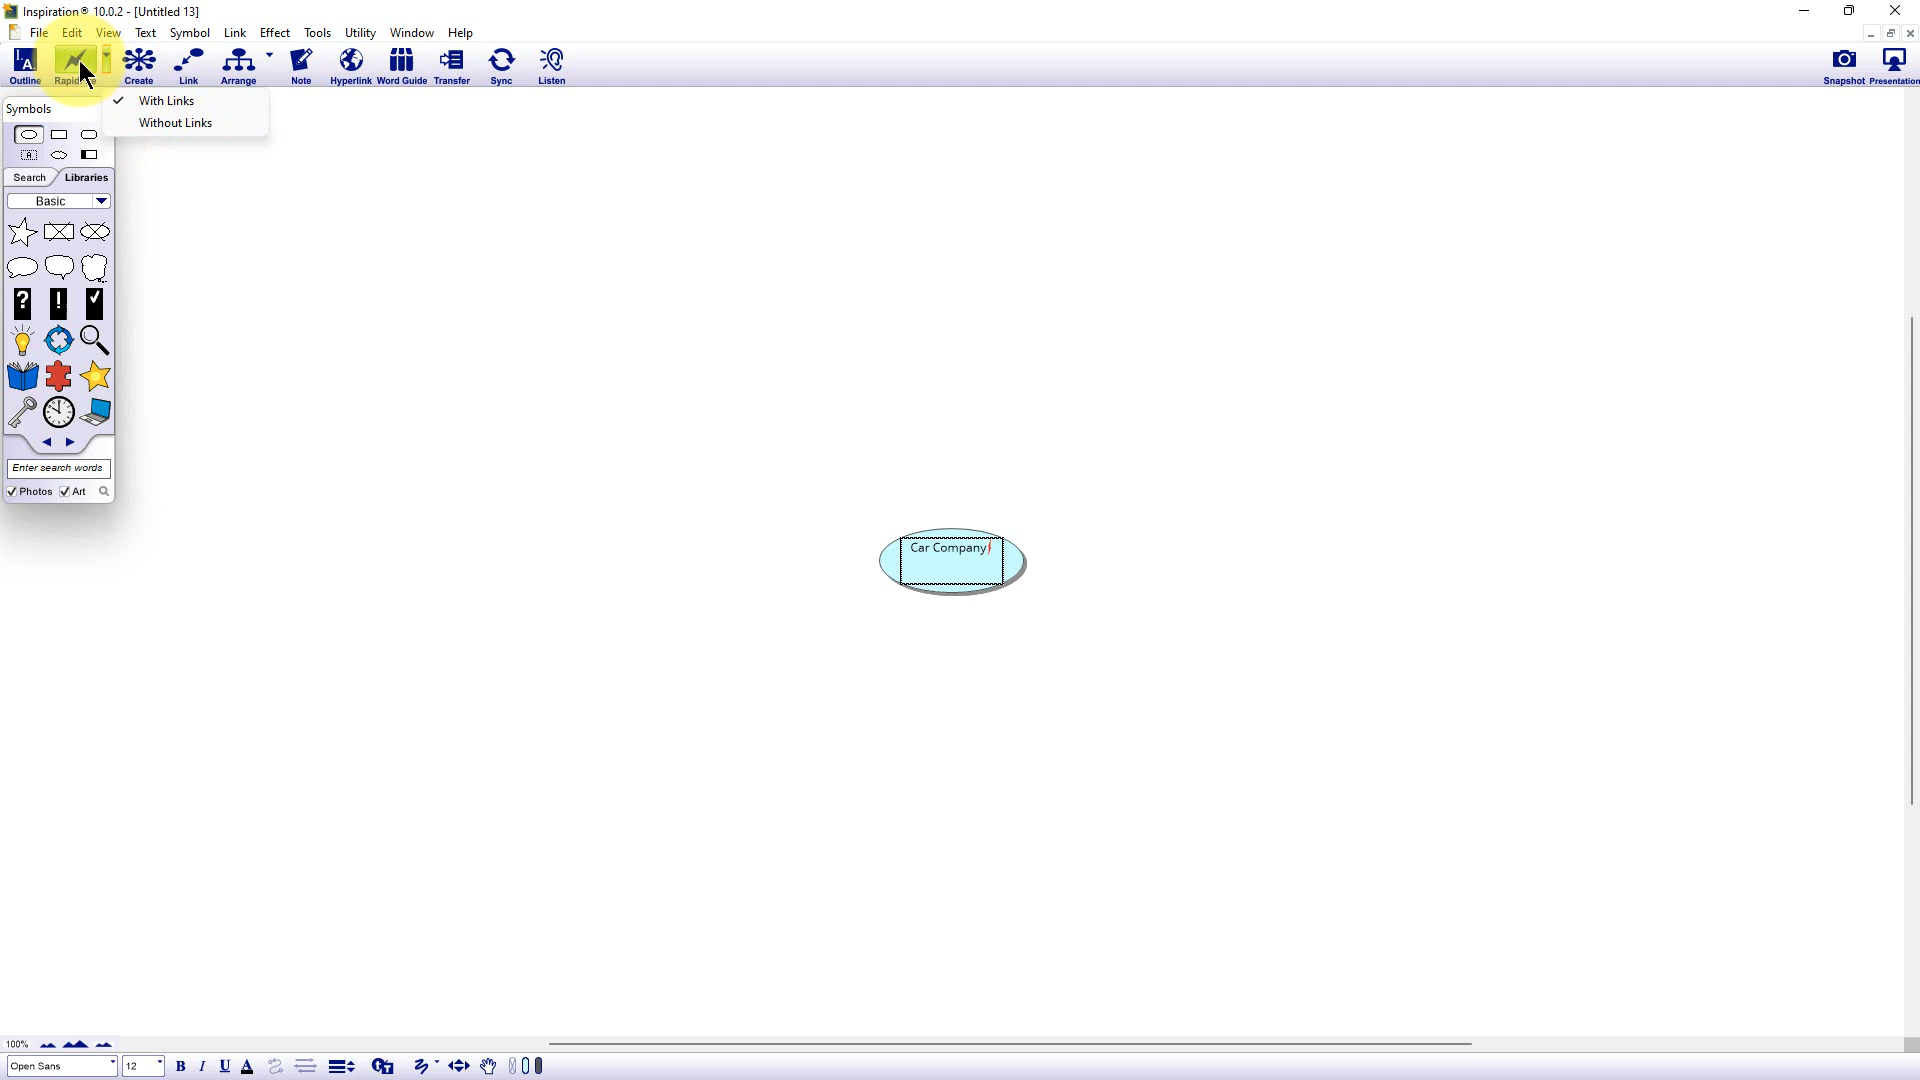 Inspiration® 10.0.2 - [Untitled 13]
File Edit View Text Symbol Link Effect Tools Utility Window Help
Outline Create Link Arrange Note Hyperlink Word Guide Transfer Sync Listen Snapshot Presentation
With Links
Without Links
Symbols
A
Search Libraries
Basic
? !
Enter search words
Photos Art
Car Company
100%
Open Sans 12 B I U A